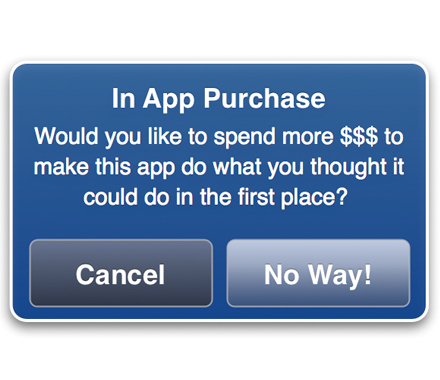 In App Purchase
Would you like to spend more $$$ to
make this app do what you thought it
could do in the first place?
Cancel
No Way!